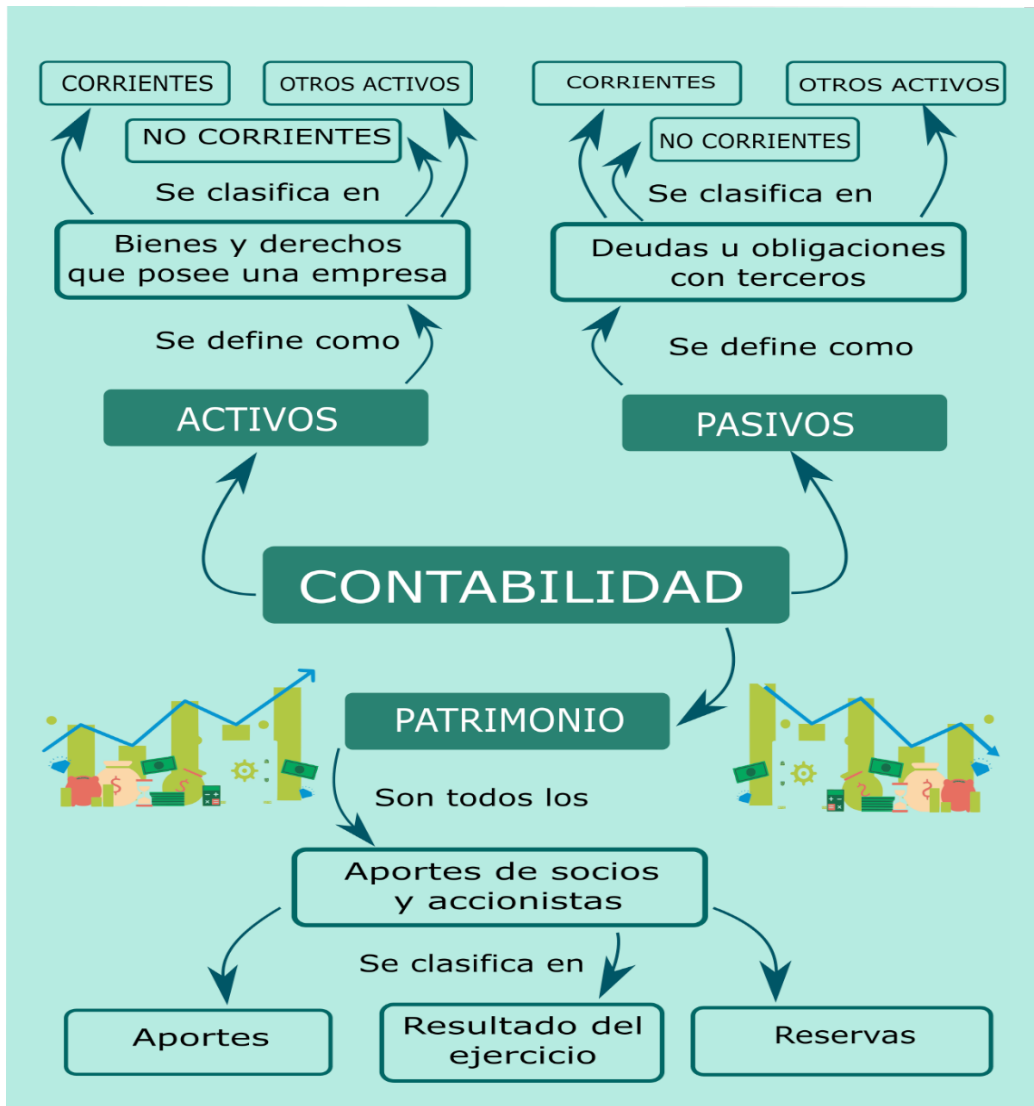 CORRIENTES
OTROS ACTIVOS
NO CORRIENTES
Se clasifica en
Bienes y derechos
que posee una empresa
Se define como
ACTIVOS
CORRIENTES
OTROS ACTIVOS
NO CORRIENTES
Se clasifica en
Deudas u obligaciones
con terceros
Se define como
PASIVOS
CONTABILIDAD
PATRIMONIO
Son todos los
Aportes de socios
y accionistas
Se clasifica en
Aportes
Resultado del
ejercicio
Reservas